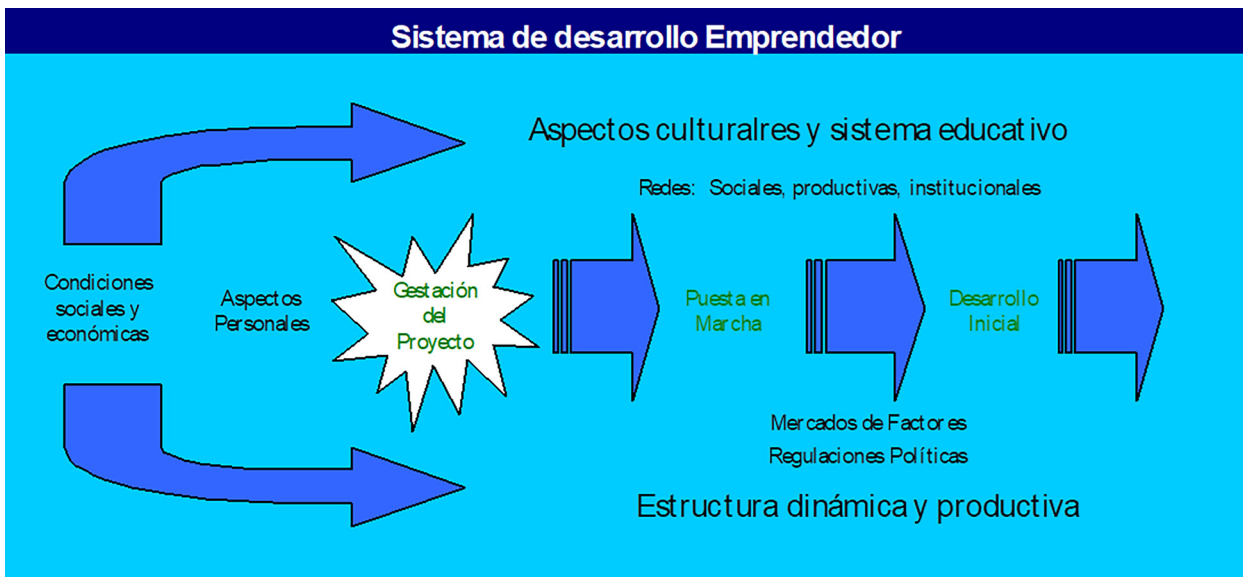 Sistema de desarrollo Emprendedor
Aspectos culturalres y sistema educativo
Redes: Sociales, productivas, institucionales
Condiciones
sociales y
económicas
Aspectos
Personales
Gestación
del
Proyecto
Puesta en
Marcha
Desarrollo
Inicial
Mercados de Factores
Regulaciones Políticas
Estructura dinámica y productiva